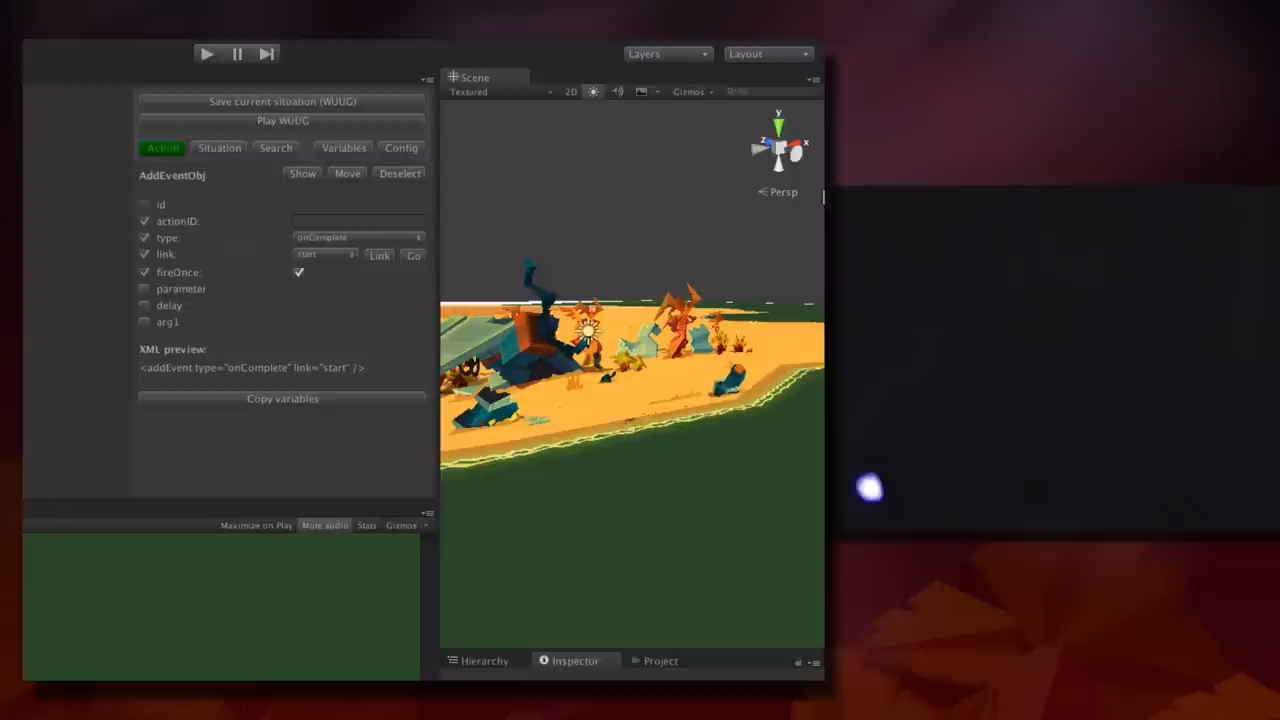 Layers
Layout
Scene
Textured
2D
Gizmos
All
Save current situation (WUUG)
Play WUUG
Action
Situation
Search
Variables
Config
AddEventObj
Show
Move
Deselect
id
actionID:
type:
onComplete
link:
start
Link
Go
fireOnce:
parameter
delay
arg1
XML preview:
<addEvent type="onComplete" link="start" />
Copy variables
y
z
x
Persp
Maximize on Play
Mute audio
Stats
Gizmos
Hierarchy
Inspector
Project